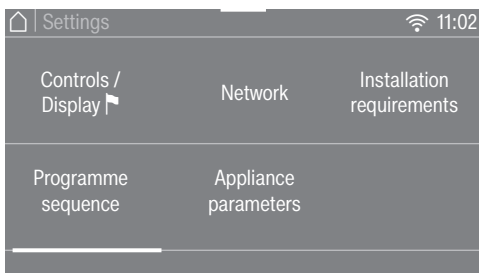 Settings
11:02
Controls /
Display
Network
Installation
requirements
Programme
sequence
Appliance
parameters